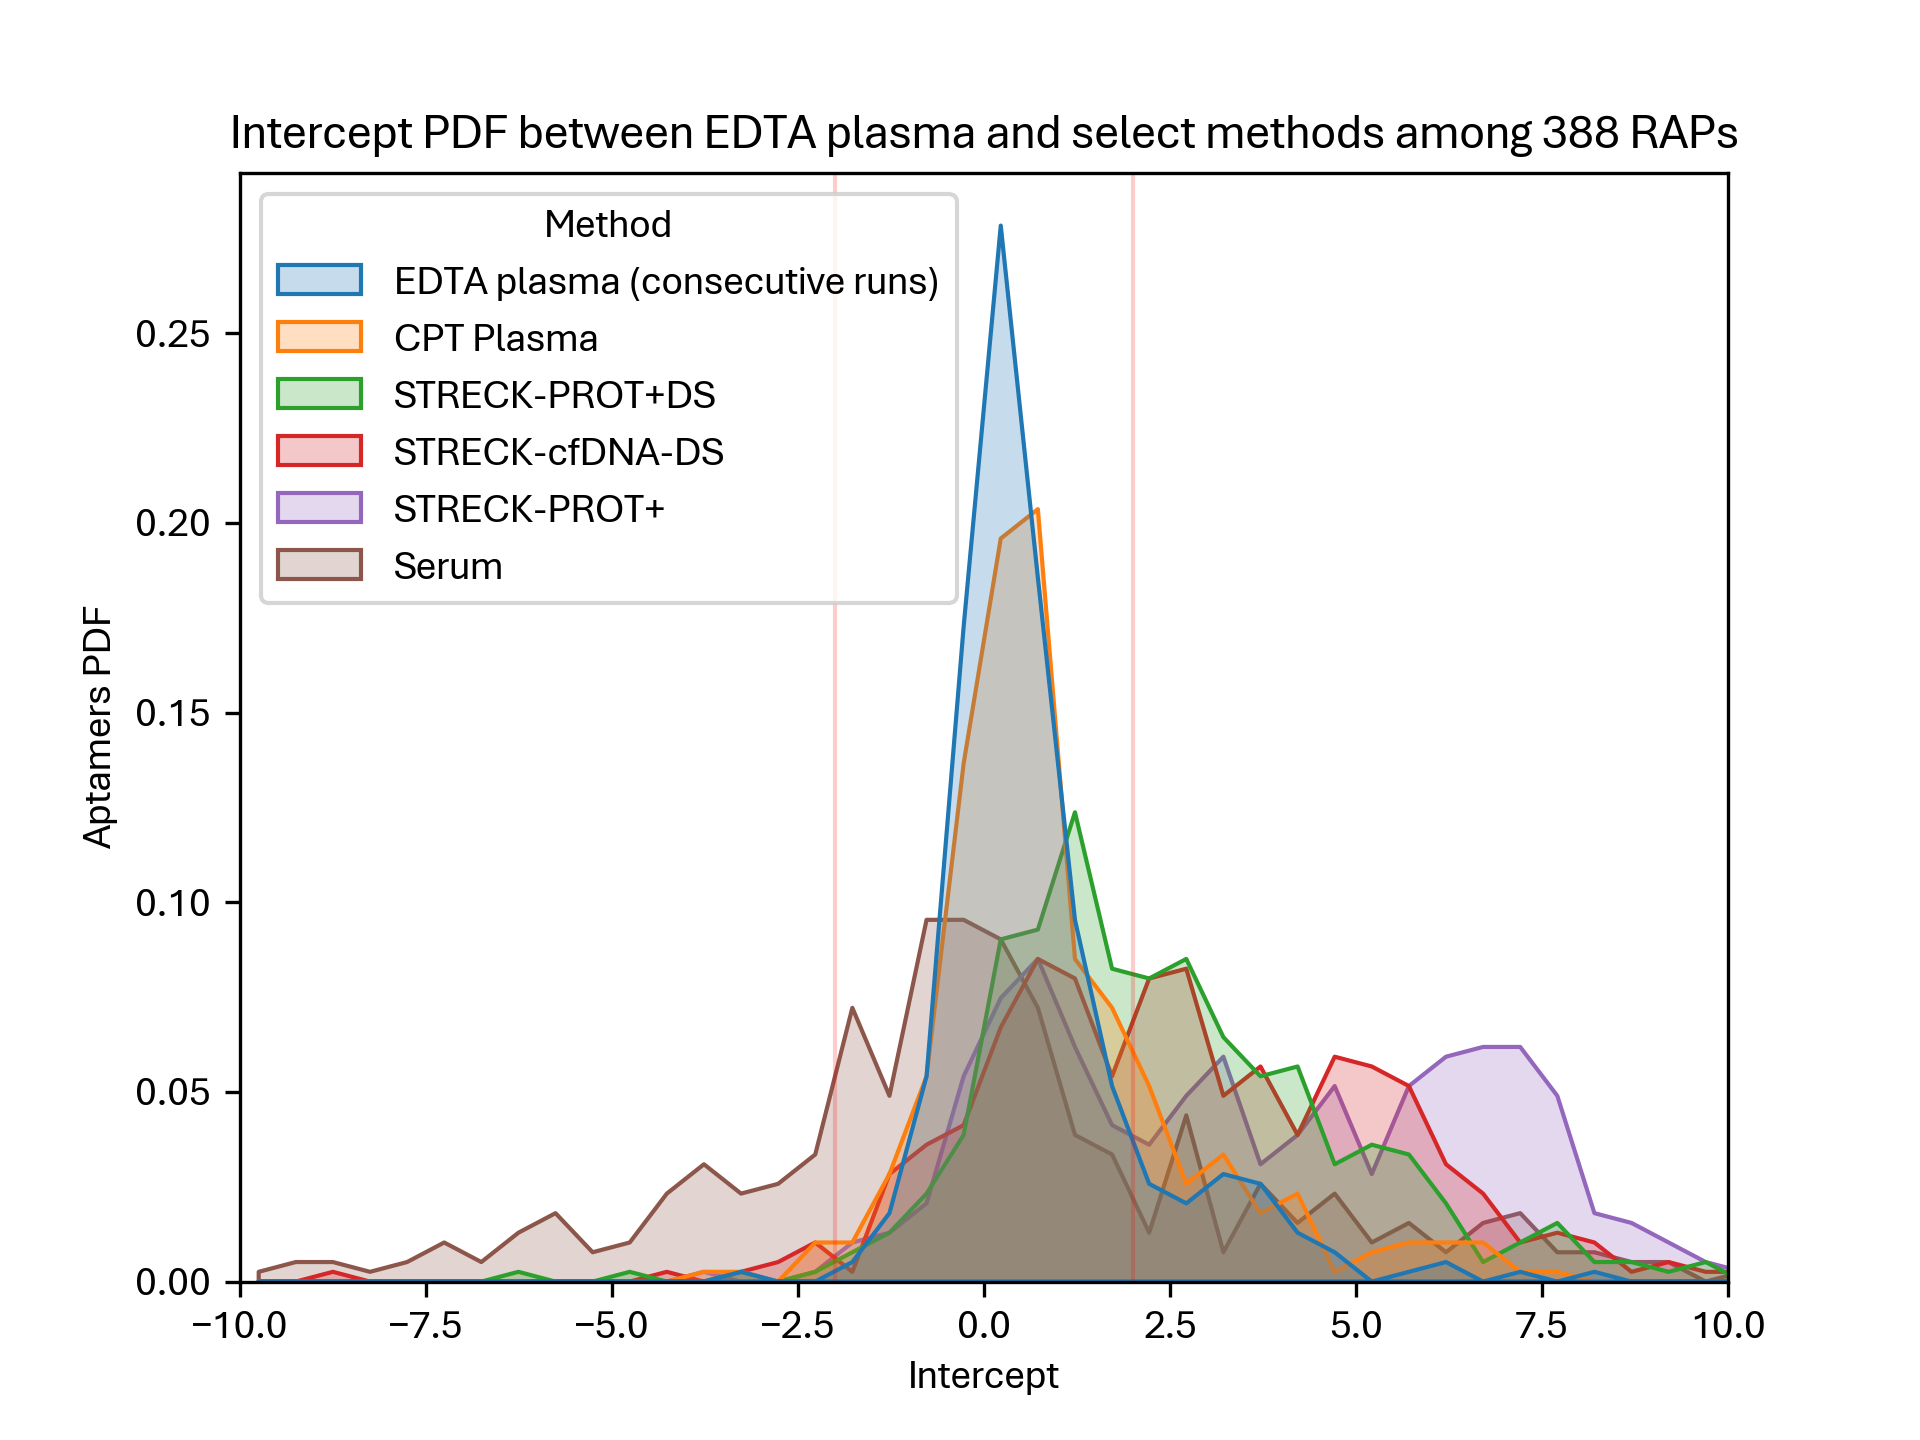 Intercept PDF between EDTA plasma and select methods among 388 RAPs
Method
EDTA plasma (consecutive runs)
CPT Plasma
STRECK-PROT+DS
STRECK-cfDNA-DS
STRECK-PROT+
Serum
Aptamers PDF
0.25
0.20
0.15
0.10
0.05
0.00
−10.0 −7.5 −5.0 −2.5 0.0 2.5 5.0 7.5 10.0
Intercept